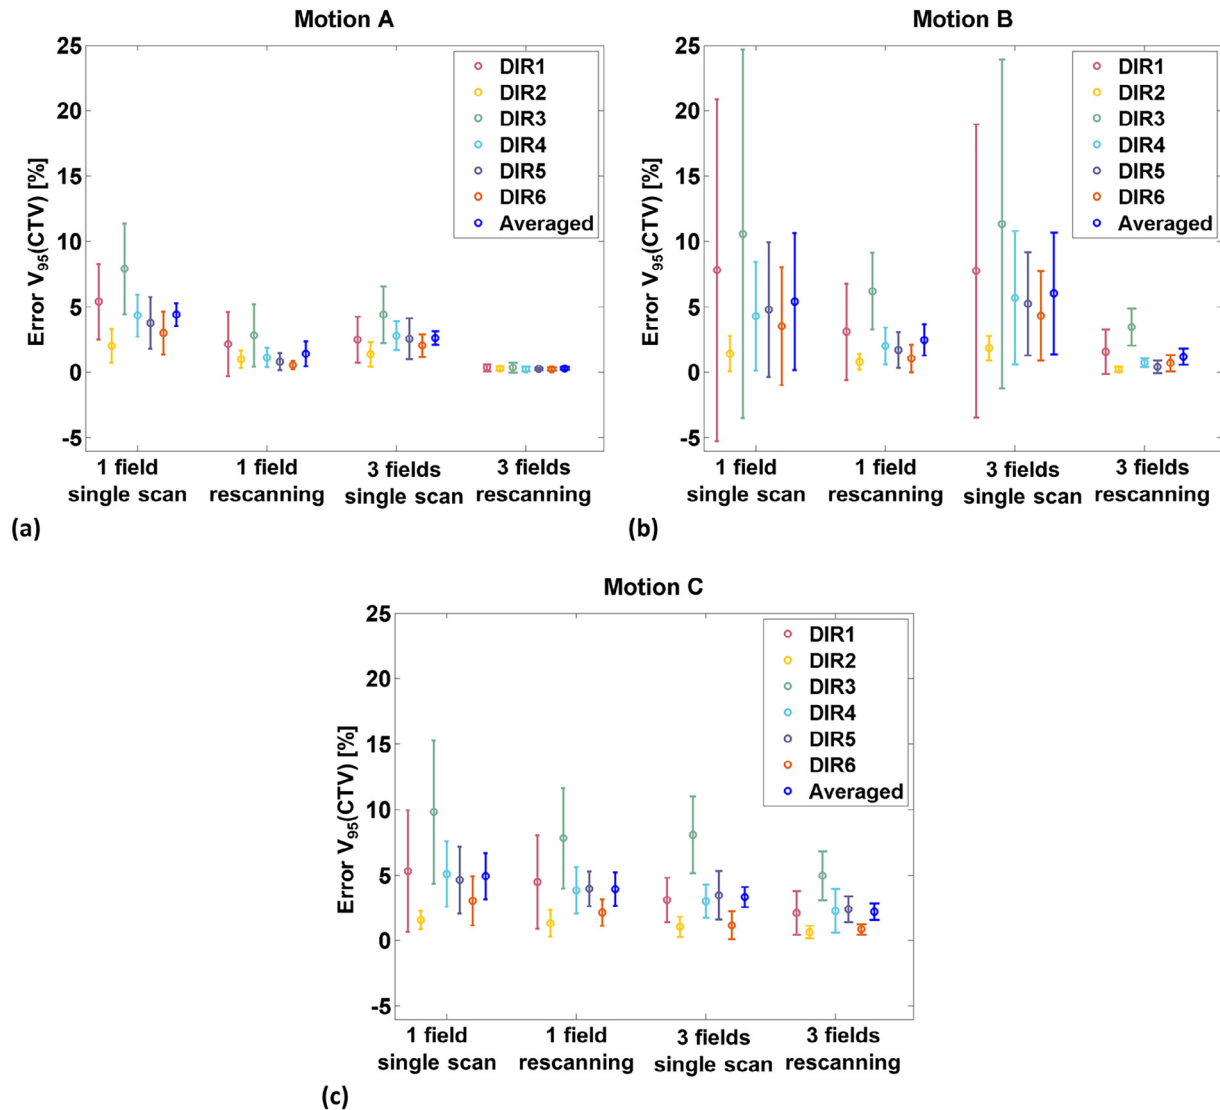 Motion A
Error V95(CTV) [%]
25
20
15
10
5
0
-5
DIR1
DIR2
DIR3
DIR4
DIR5
DIR6
Averaged
1 field single scan
1 field rescanning
3 fields single scan
3 fields rescanning
(a)
Motion B
Error V95(CTV) [%]
25
20
15
10
5
0
-5
DIR1
DIR2
DIR3
DIR4
DIR5
DIR6
Averaged
1 field single scan
1 field rescanning
3 fields single scan
3 fields rescanning
(b)
Motion C
Error V95(CTV) [%]
25
20
15
10
5
0
-5
DIR1
DIR2
DIR3
DIR4
DIR5
DIR6
Averaged
1 field single scan
1 field rescanning
3 fields single scan
3 fields rescanning
(c)